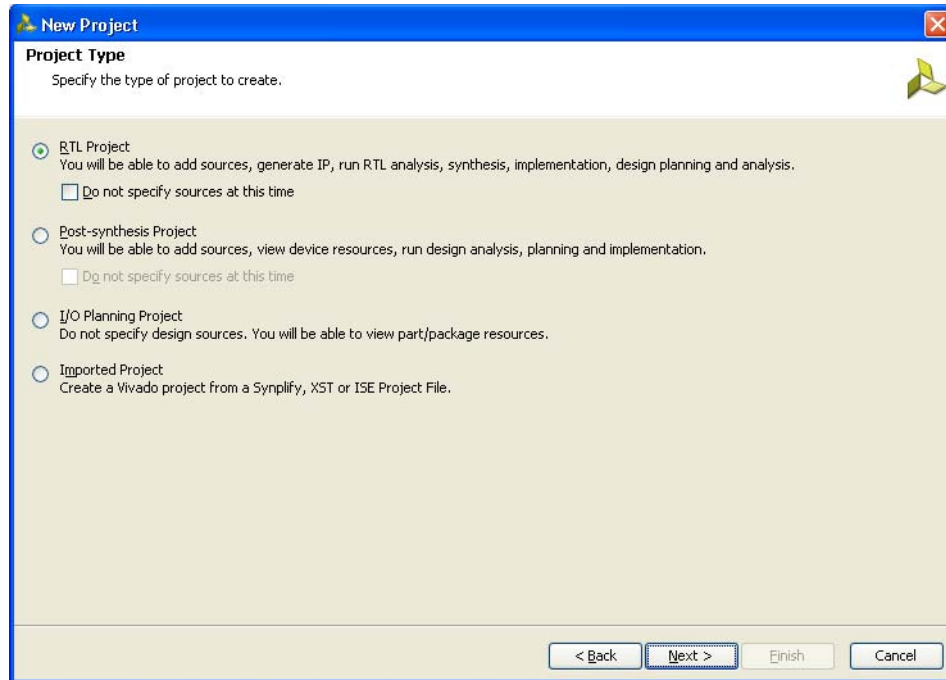 New Project
Project Type
Specify the type of project to create.
RTL Project
You will be able to add sources, generate IP, run RTL analysis, synthesis, implementation, design planning and analysis.
Do not specify sources at this time
Post-synthesis Project
You will be able to add sources, view device resources, run design analysis, planning and implementation.
Do not specify sources at this time
I/O Planning Project
Do not specify design sources. You will be able to view part/package resources.
Imported Project
Create a Vivado project from a Synplify, XST or ISE Project File.
< Back Next > Finish Cancel